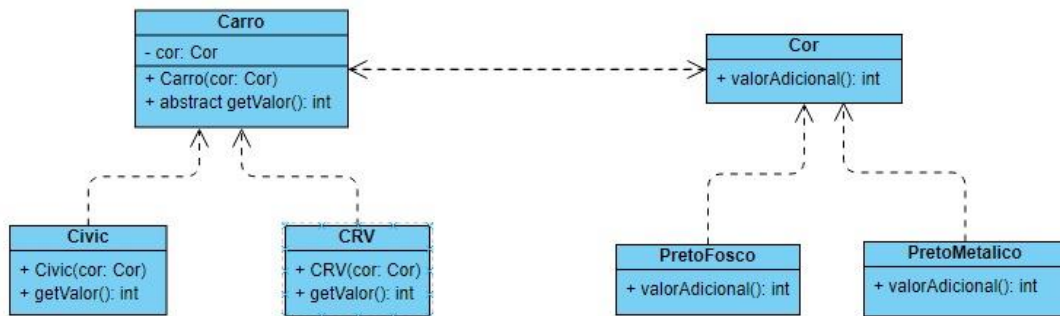 Carro
- cor: Cor
+ Carro(cor: Cor)
+ abstract getValor(): int
Cor
+ valorAdicional(): int
Civic
+ Civic(cor: Cor)
+ getValor(): int
CRV
+ CRV(cor: Cor)
+ getValor(): int
PretoFosco
+ valorAdicional(): int
PretoMetalico
+ valorAdicional(): int